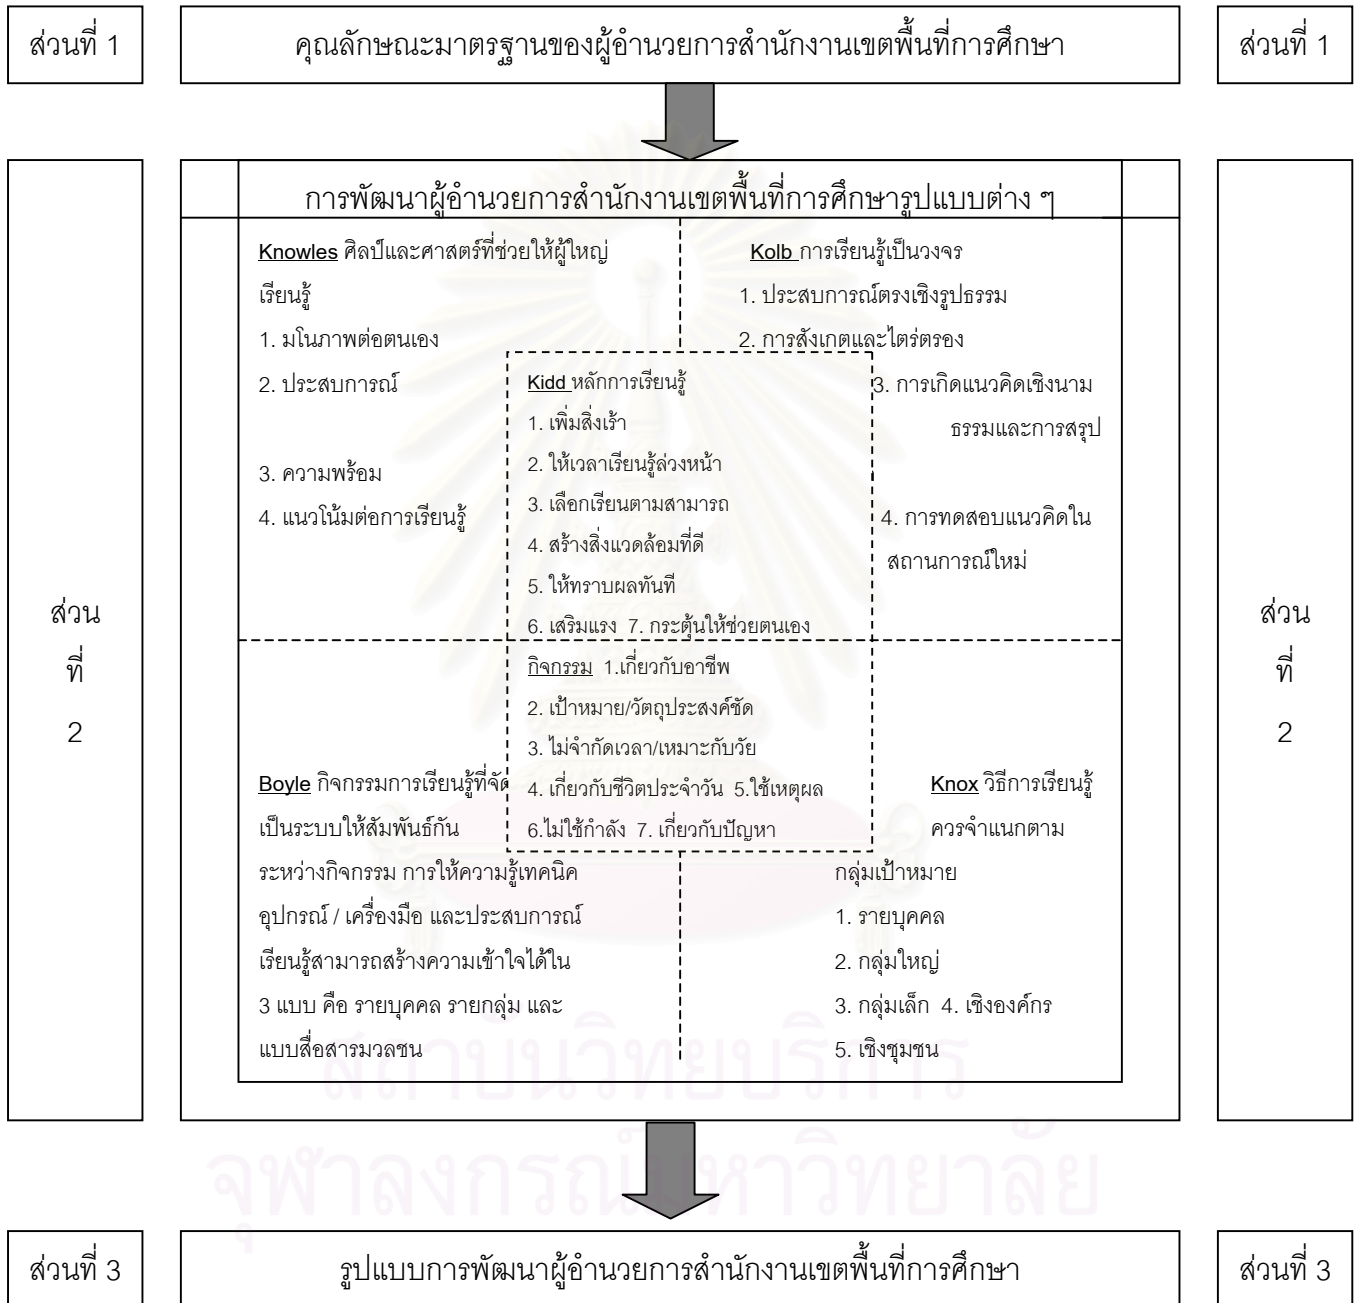 ส่วนที่ 1
คุณลักษณะมาตรฐานของผู้อำนวยการสำนักงานเขตพื้นที่การศึกษา
ส่วนที่ 1
ส่วน
ที่
2
การพัฒนาผู้อำนวยการสำนักงานเขตพื้นที่การศึกษารูปแบบต่าง ๆ
Knowles ศิลป์และศาสตร์ที่ช่วยให้ผู้ใหญ่
เรียนรู้
1. มโนภาพต่อตนเอง
2. ประสบการณ์
3. ความพร้อม
4. แนวโน้มต่อการเรียนรู้
Kolb การเรียนรู้เป็นวงจร
1. ประสบการณ์ตรงเชิงรูปธรรม
2. การสังเกตและไตร่ตรอง
3. การเกิดแนวคิดเชิงนาม
ธรรมและการสรุป
4. การทดสอบแนวคิดใน
สถานการณ์ใหม่
Kidd หลักการเรียนรู้
1. เพิ่มสิ่งเร้า
2. ให้เวลาเรียนรู้ล่วงหน้า
3. เลือกเรียนตามสามารถ
4. สร้างสิ่งแวดล้อมที่ดี
5. ให้ทราบผลทันที
6. เสริมแรง 7. กระตุ้นให้ช่วยตนเอง
กิจกรรม 1.เกี่ยวกับอาชีพ
2. เป้าหมาย/วัตถุประสงค์ชัด
3. ไม่จำกัดเวลา/เหมาะกับวัย
4. เกี่ยวกับชีวิตประจำวัน 5.ใช้เหตุผล
6.ไม่ใช้กำลัง 7. เกี่ยวกับปัญหา
Boyle กิจกรรมการเรียนรู้ที่จัด
เป็นระบบให้สัมพันธ์กัน
ระหว่างกิจกรรม การให้ความรู้เทคนิค
อุปกรณ์ / เครื่องมือ และประสบการณ์
เรียนรู้สามารถสร้างความเข้าใจได้ใน
3 แบบ คือ รายบุคคล รายกลุ่ม และ
แบบสื่อสารมวลชน
Knox วิธีการเรียนรู้
ควรจำแนกตาม
กลุ่มเป้าหมาย
1. รายบุคคล
2. กลุ่มใหญ่
3. กลุ่มเล็ก 4. เชิงองค์กร
5. เชิงชุมชน
ส่วน
ที่
2
สถาบันวิทยบริการ
จุฬาลงกรณ์มหาวิทยาลัย
ส่วนที่ 3
รูปแบบการพัฒนาผู้อำนวยการสำนักงานเขตพื้นที่การศึกษา
ส่วนที่ 3